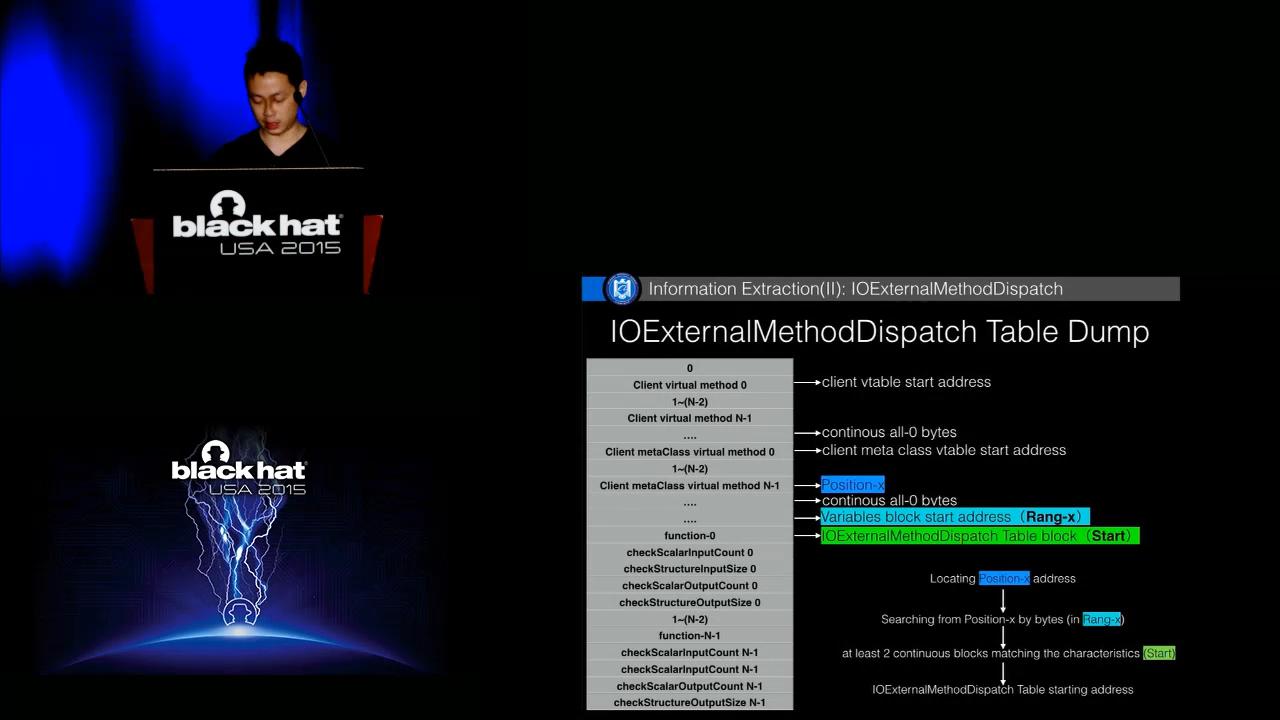 black hat
USA 2015
Information Extraction(II): IOExternalMethodDispatch
IOExternalMethodDispatch Table Dump
0
Client virtual method 0
client vtable start address
1~(N-2)
Client virtual method N-1
....
continous all-0 bytes
Client metaClass virtual method 0
client meta class vtable start address
1~(N-2)
Client metaClass virtual method N-1
Position-x
....
continous all-0 bytes
....
Variables block start address（Rang-x）
function-0
IOExternalMethodDispatch Table block（Start）
checkScalarInputCount 0
checkStructureInputSize 0
checkScalarOutputCount 0
checkStructureOutputSize 0
1~(N-2)
function-N-1
checkScalarInputCount N-1
checkScalarInputCount N-1
checkScalarOutputCount N-1
checkStructureOutputSize N-1
Locating Position-x address
Searching from Position-x by bytes (in Rang-x)
at least 2 continuous blocks matching the characteristics (Start)
IOExternalMethodDispatch Table starting address
black hat
USA 2015